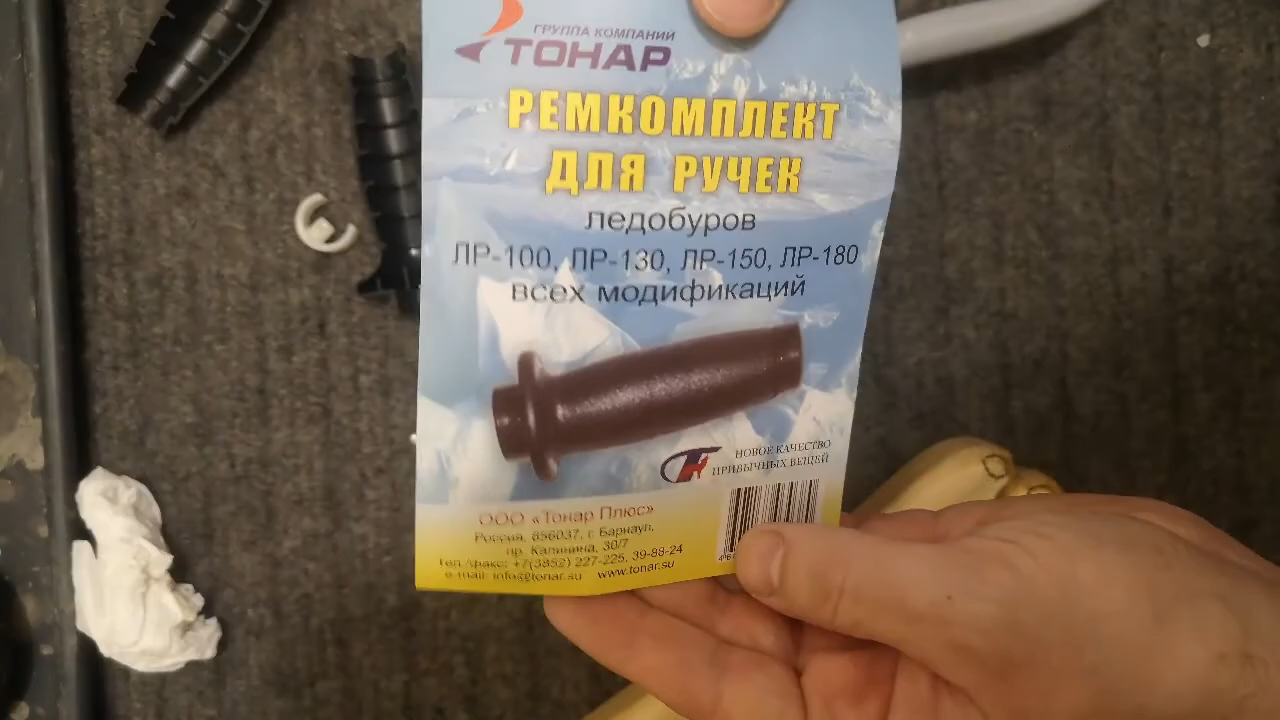 ГРУППА КОМПАНИЙ
ТОНАР
РЕМКОМПЛЕКТ
ДЛЯ РУЧЕК
ледобуров
ЛР-100, ЛР-130, ЛР-150, ЛР-180
всех модификаций
НОВОЕ КАЧЕСТВО
ПРИВЫЧНЫХ ВЕЩЕЙ
ООО «Тонар Плюс»
Россия, 656037, г. Барнаул,
пр. Калинина, 30/7
Тел./факс: +7(3852) 227-225, 39-88-24
e-mail: info@tonar.su www.tonar.su